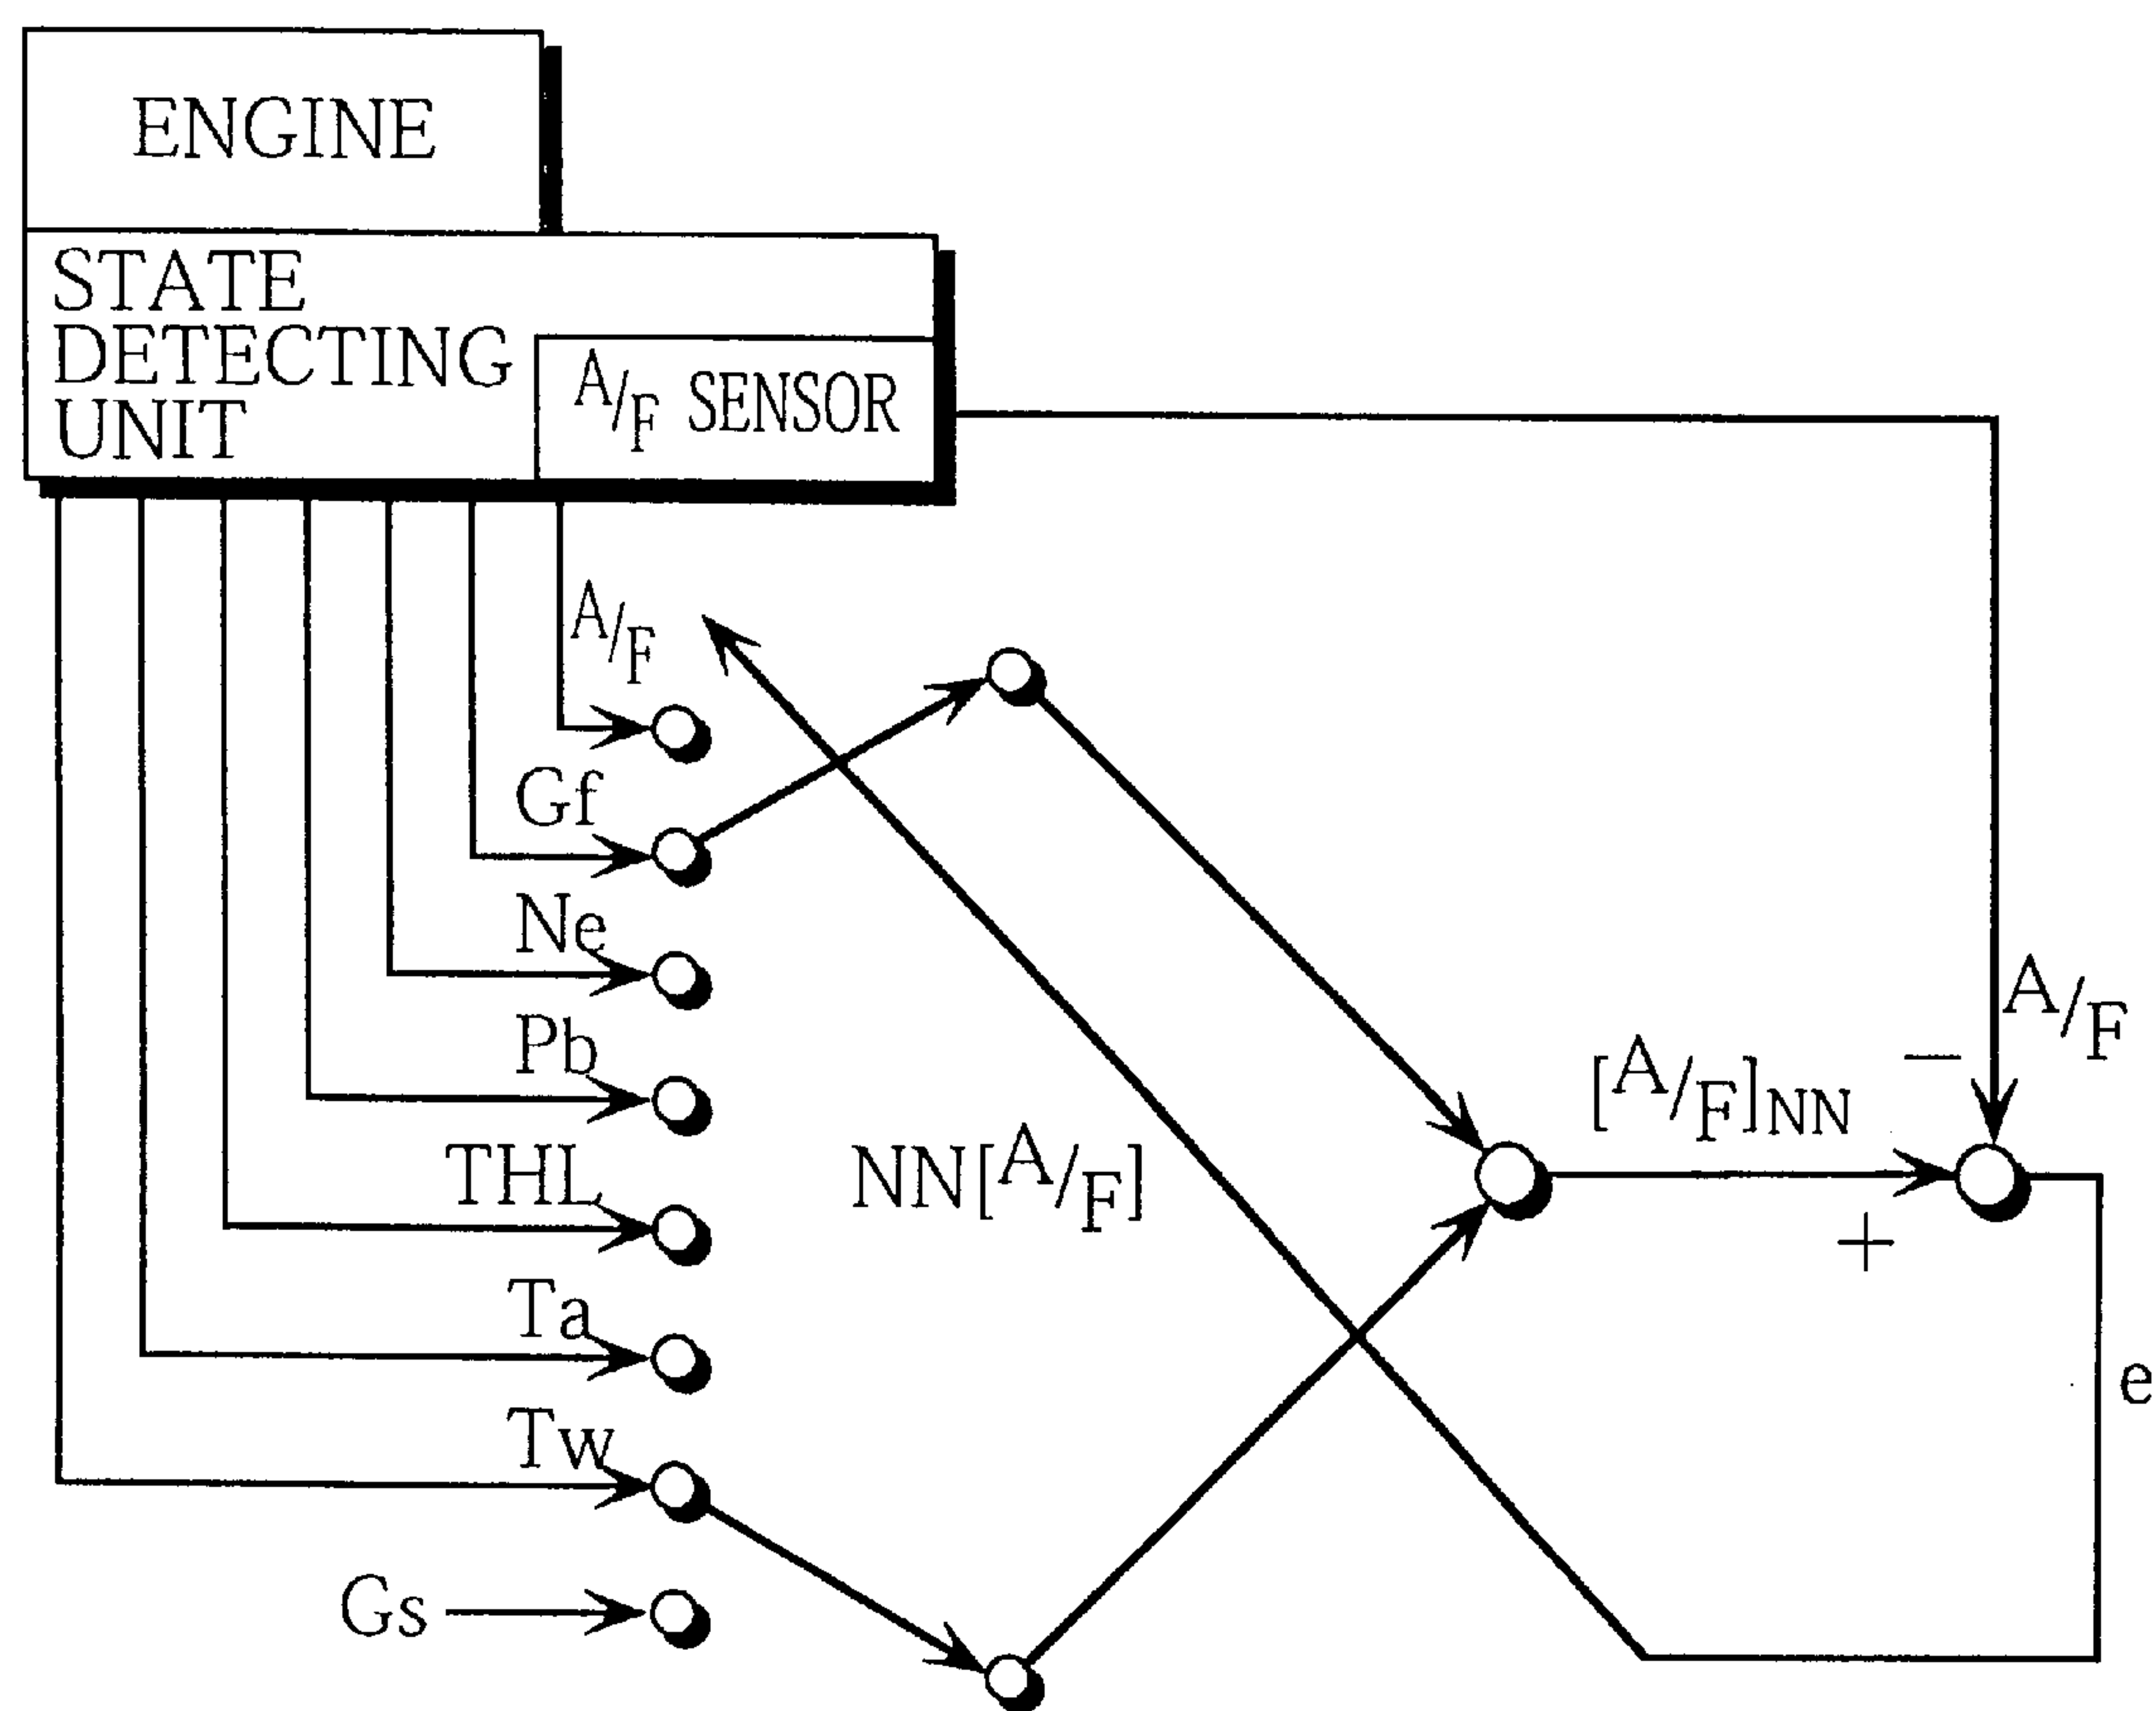 ENGINE
STATE
DETECTING
UNIT
A/F SENSOR
A/F
Gf
Ne
Pb
THL
Ta
Tw
Gs
NN[A/F]
[A/F]NN
−
A/F
+
e